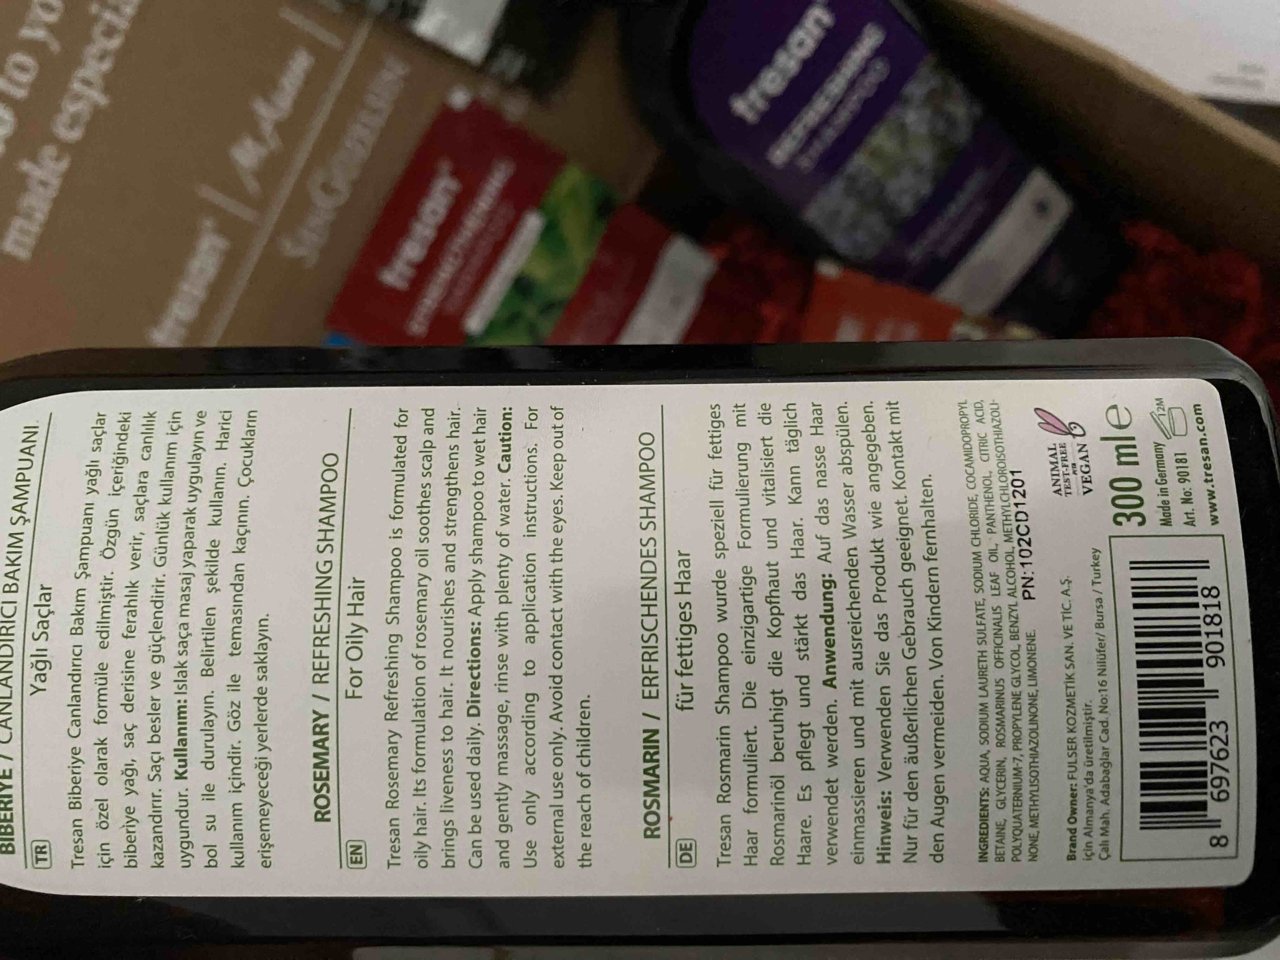 BIBERIYE / CANLANDIRICI BAKIM ŞAMPUANI
TR Yağlı Saçlar
Tresan Biberiye Canlandırıcı Bakım Şampuanı yağlı saçlar
için özel olarak formüle edilmiştir. Özgün içeriğindeki
biberiye yağı, saç derisine ferahlık verir, saçlara canlılık
kazandırır. Saçı besler ve güçlendirir. Günlük kullanım için
uygundur. Kullanım: Islak saça masaj yaparak uygulayın ve
bol su ile durulayın. Belirtilen şekilde kullanın. Harici
kullanım içindir. Göz ile temasından kaçının. Çocukların
erişemeyeceği yerlerde saklayın.
ROSEMARY / REFRESHING SHAMPOO
EN For Oily Hair
Tresan Rosemary Refreshing Shampoo is formulated for
oily hair. Its formulation of rosemary oil soothes scalp and
brings liveness to hair. It nourishes and strengthens hair.
Can be used daily. Directions: Apply shampoo to wet hair
and gently massage, rinse with plenty of water. Caution:
Use only according to application instructions. For
external use only. Avoid contact with the eyes. Keep out of
the reach of children.
ROSMARIN / ERFRISCHENDES SHAMPOO
DE für fettiges Haar
Tresan Rosmarin Shampoo wurde speziell für fettiges
Haar formuliert. Die einzigartige Formulierung mit
Rosmarinöl beruhigt die Kopfhaut und vitalisiert die
Haare. Es pflegt und stärkt das Haar. Kann täglich
verwendet werden. Anwendung: Auf das nasse Haar
einmassieren und mit ausreichenden Wasser abspülen.
Hinweis: Verwenden Sie das Produkt wie angegeben.
Nur für den äußerlichen Gebrauch geeignet. Kontakt mit
den Augen vermeiden. Von Kindern fernhalten.
INGREDIENTS: AQUA, SODIUM LAURETH SULFATE, SODIUM CHLORIDE, COCAMIDOPROPYL
BETAINE, GLYCERIN, ROSMARINUS OFFICINALIS LEAF OIL, PANTHENOL, CITRIC ACID,
POLYQUATERNIUM-7, PROPYLENE GLYCOL, BENZYL ALCOHOL, METHYLCHLOROISOTHIAZOLI-
NONE, METHYLISOTHIAZOLINONE, LIMONENE.
PN:102CD1201
Brand Owner: FULSER KOZMETIK SAN. VE TIC. A.Ş.
için Almanya'da üretilmiştir.
Çalı Mah. Adabağlar Cad. No:16 Nilüfer/ Bursa / Turkey
ANIMAL
TEST-FREE
VEGAN
300 ml e
Made in Germany 12M
Art. No: 90181
www.tresan.com
8 697623 901818
to yo
made especia
tresan
tresan
STRENGTHENING
tresan
REFRESHING
SHAMPOO